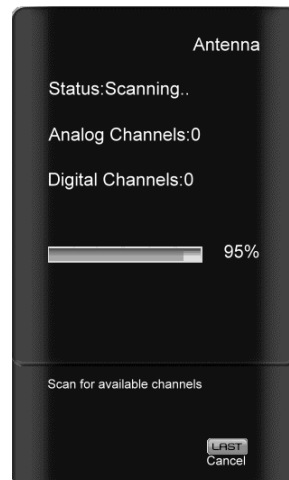 Antenna
Status:Scanning..
Analog Channels:0
Digital Channels:0
95%
Scan for available channels
LAST
Cancel